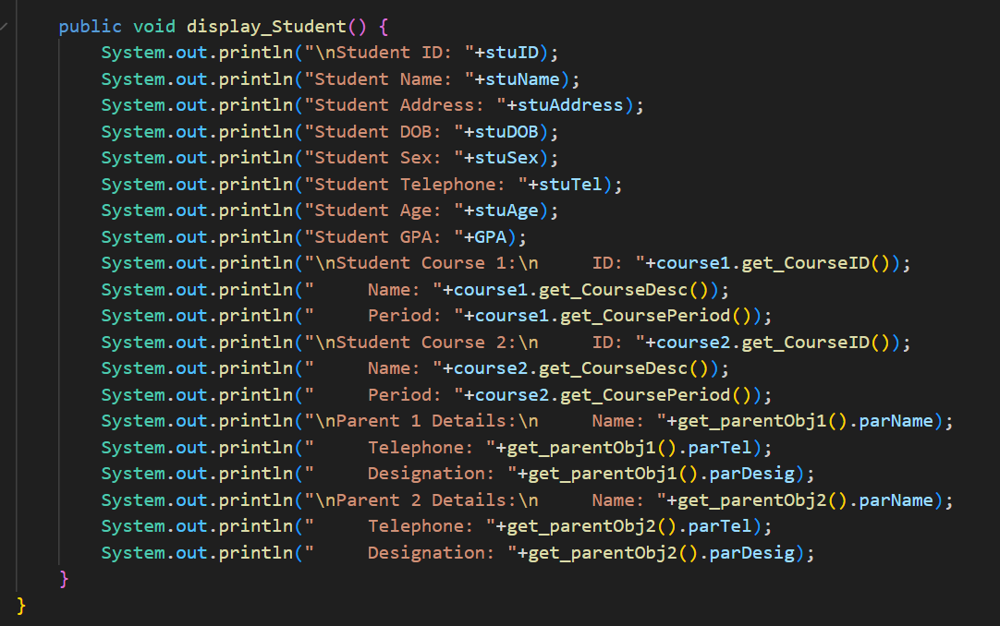 public void display_Student() {
System.out.println("\nStudent ID: "+stuID);
System.out.println("Student Name: "+stuName);
System.out.println("Student Address: "+stuAddress);
System.out.println("Student DOB: "+stuDOB);
System.out.println("Student Sex: "+stuSex);
System.out.println("Student Telephone: "+stuTel);
System.out.println("Student Age: "+stuAge);
System.out.println("Student GPA: "+GPA);
System.out.println("\nStudent Course 1:\n     ID: "+course1.get_CourseID());
System.out.println("     Name: "+course1.get_CourseDesc());
System.out.println("     Period: "+course1.get_CoursePeriod());
System.out.println("\nStudent Course 2:\n     ID: "+course2.get_CourseID());
System.out.println("     Name: "+course2.get_CourseDesc());
System.out.println("     Period: "+course2.get_CoursePeriod());
System.out.println("\nParent 1 Details:\n     Name: "+get_parentObj1().parName);
System.out.println("     Telephone: "+get_parentObj1().parTel);
System.out.println("     Designation: "+get_parentObj1().parDesig);
System.out.println("\nParent 2 Details:\n     Name: "+get_parentObj2().parName);
System.out.println("     Telephone: "+get_parentObj2().parTel);
System.out.println("     Designation: "+get_parentObj2().parDesig);
}
}